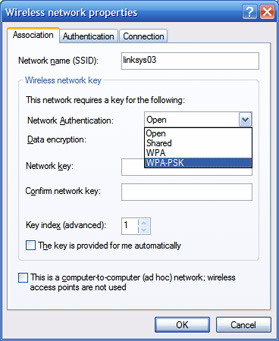 Wireless network properties
Association
Authentication
Connection
Network name (SSID):
linksys03
Wireless network key
This network requires a key for the following:
Network Authentication:
Open
Open
Shared
WPA
WPA-PSK
Data encryption:
Network key:
Confirm network key:
Key index (advanced):
1
The key is provided for me automatically
This is a computer-to-computer (ad hoc) network; wireless
access points are not used
OK
Cancel